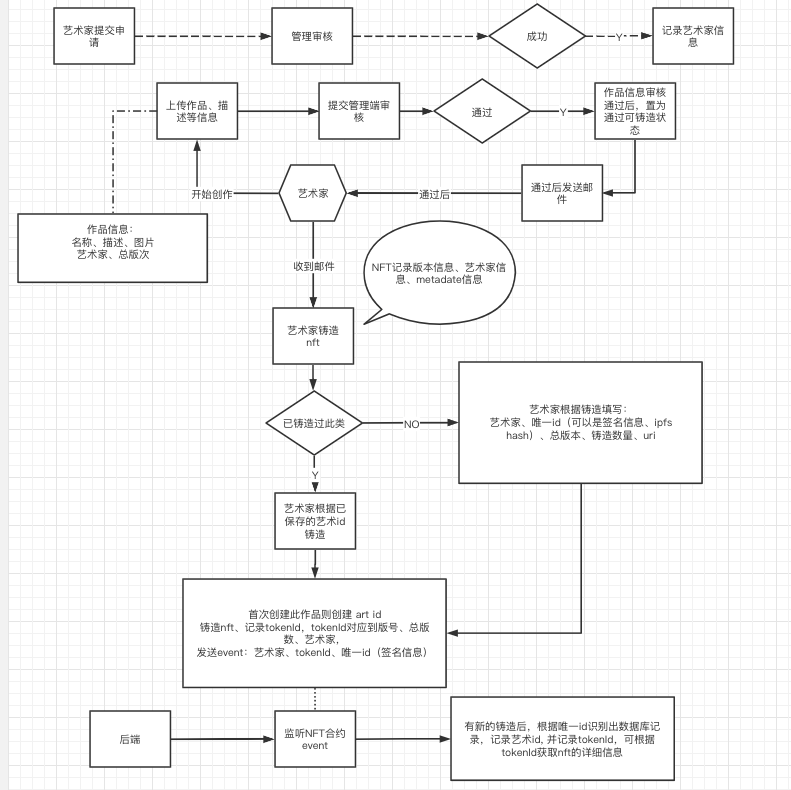 艺术家提交申
请
管理审核
成功
Y
记录艺术家信
息
上传作品、描
述等信息
提交管理端审
核
通过
Y
作品信息审核
通过后，置为
通过可铸造状
态
开始创作
艺术家
通过后
通过后发送邮
件
作品信息：
名称、描述、图片
艺术家、总版次
收到邮件
NFT记录版本信息、艺术家信
息、metadate信息
艺术家铸造
nft
已铸造过此类
NO
艺术家根据铸造填写：
艺术家、唯一id（可以是签名信息、ipfs
hash）、总版本、铸造数量、uri
Y
艺术家根据已
保存的艺术id
铸造
首次创建此作品则创建 art id
铸造nft、记录tokenId，tokenId对应到版号、总版
数、艺术家，
发送event：艺术家、tokenId、唯一id（签名信息）
后端
监听NFT合约
event
有新的铸造后，根据唯一id识别出数据库记
录，记录艺术id, 并记录tokenId，可根据
tokenId获取nft的详细信息